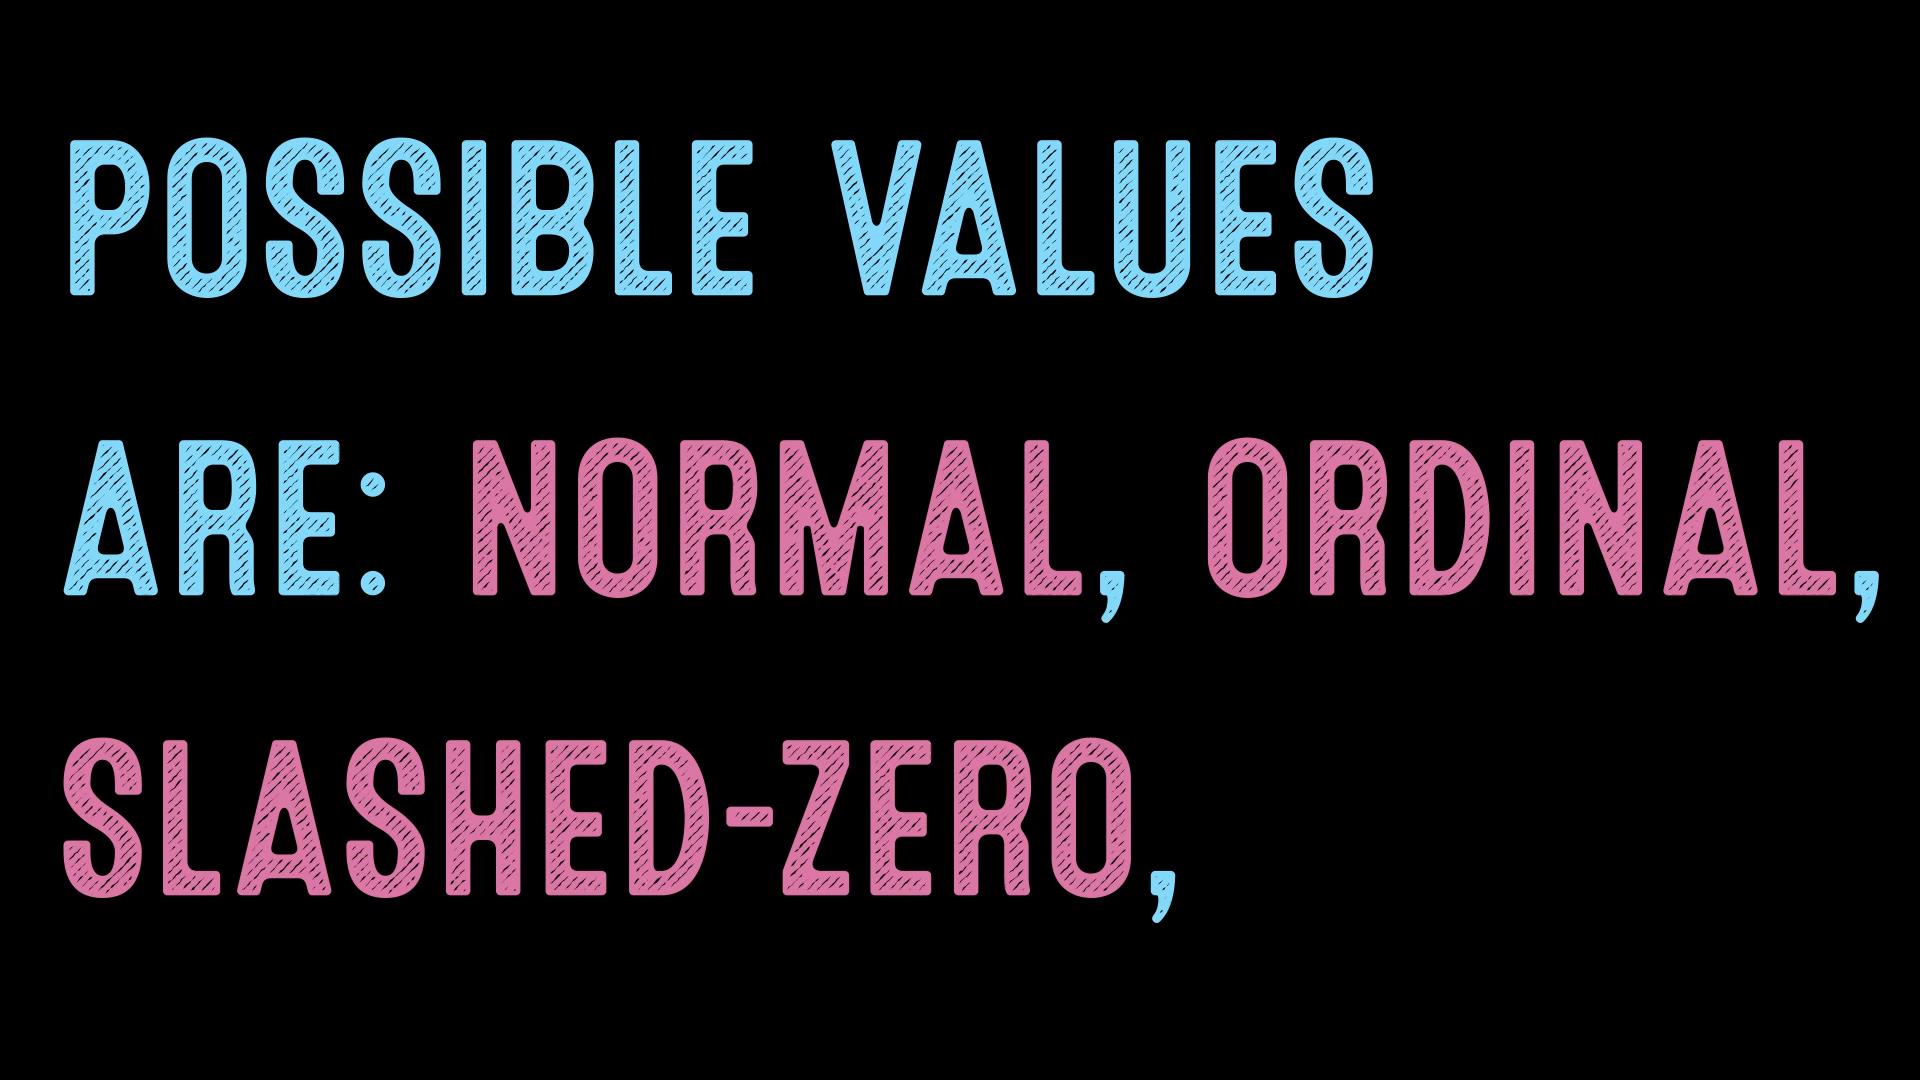 POSSIBLE VALUES
ARE: NORMAL, ORDINAL,
SLASHED-ZERO,